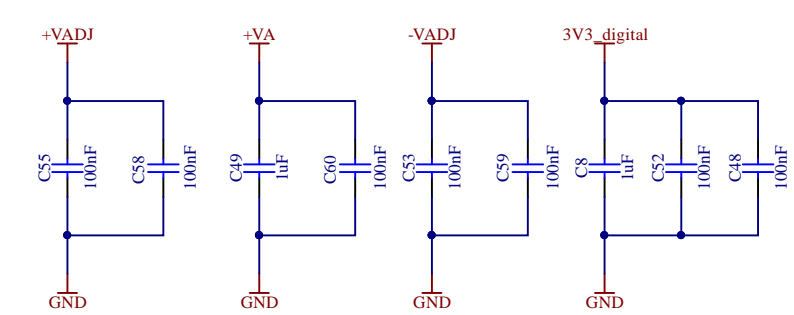 +VADJ
+VA
-VADJ
3V3_digital
C55
100nF
C58
100nF
C49
1uF
C60
100nF
C53
100nF
C59
100nF
C8
1uF
C52
100nF
C48
100nF
GND
GND
GND
GND